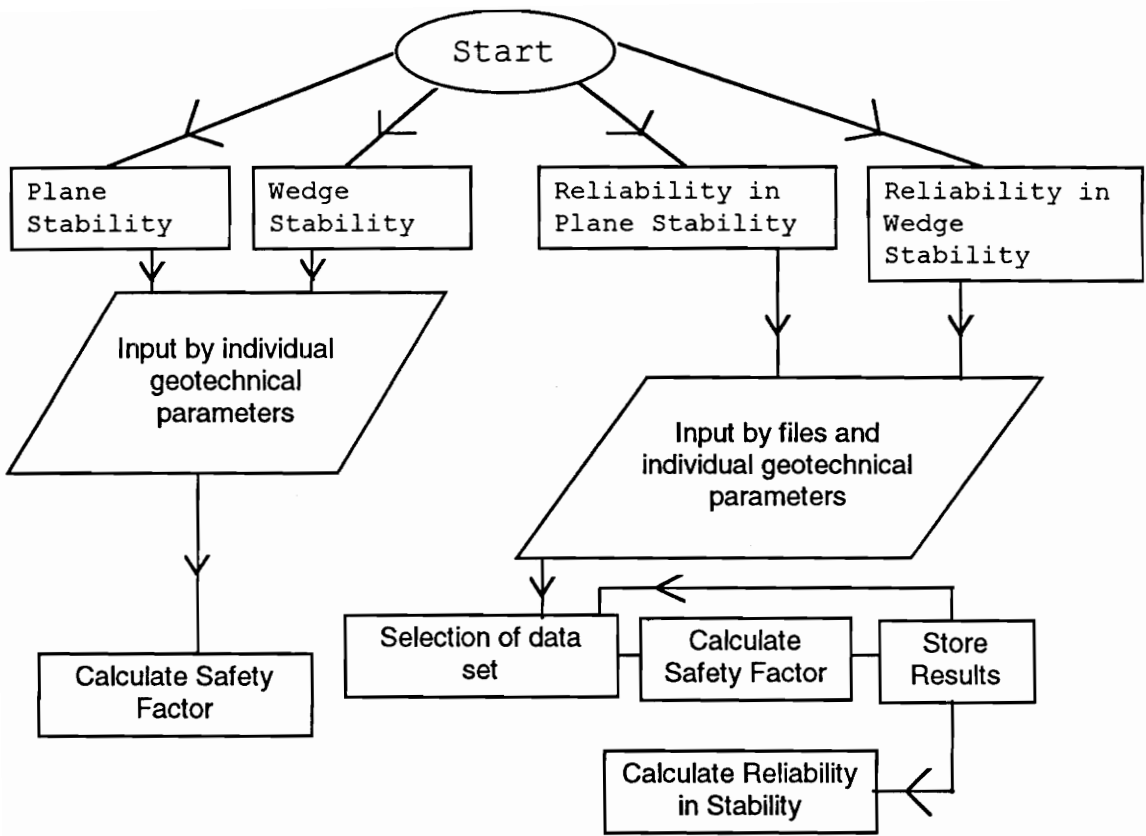 Start
Plane
Stability
Wedge
Stability
Reliability in
Plane Stability
Reliability in
Wedge
Stability
Input by individual
geotechnical
parameters
Input by files and
individual geotechnical
parameters
Selection of data
set
Calculate
Safety Factor
Store
Results
Calculate Safety
Factor
Calculate Reliability
in Stability